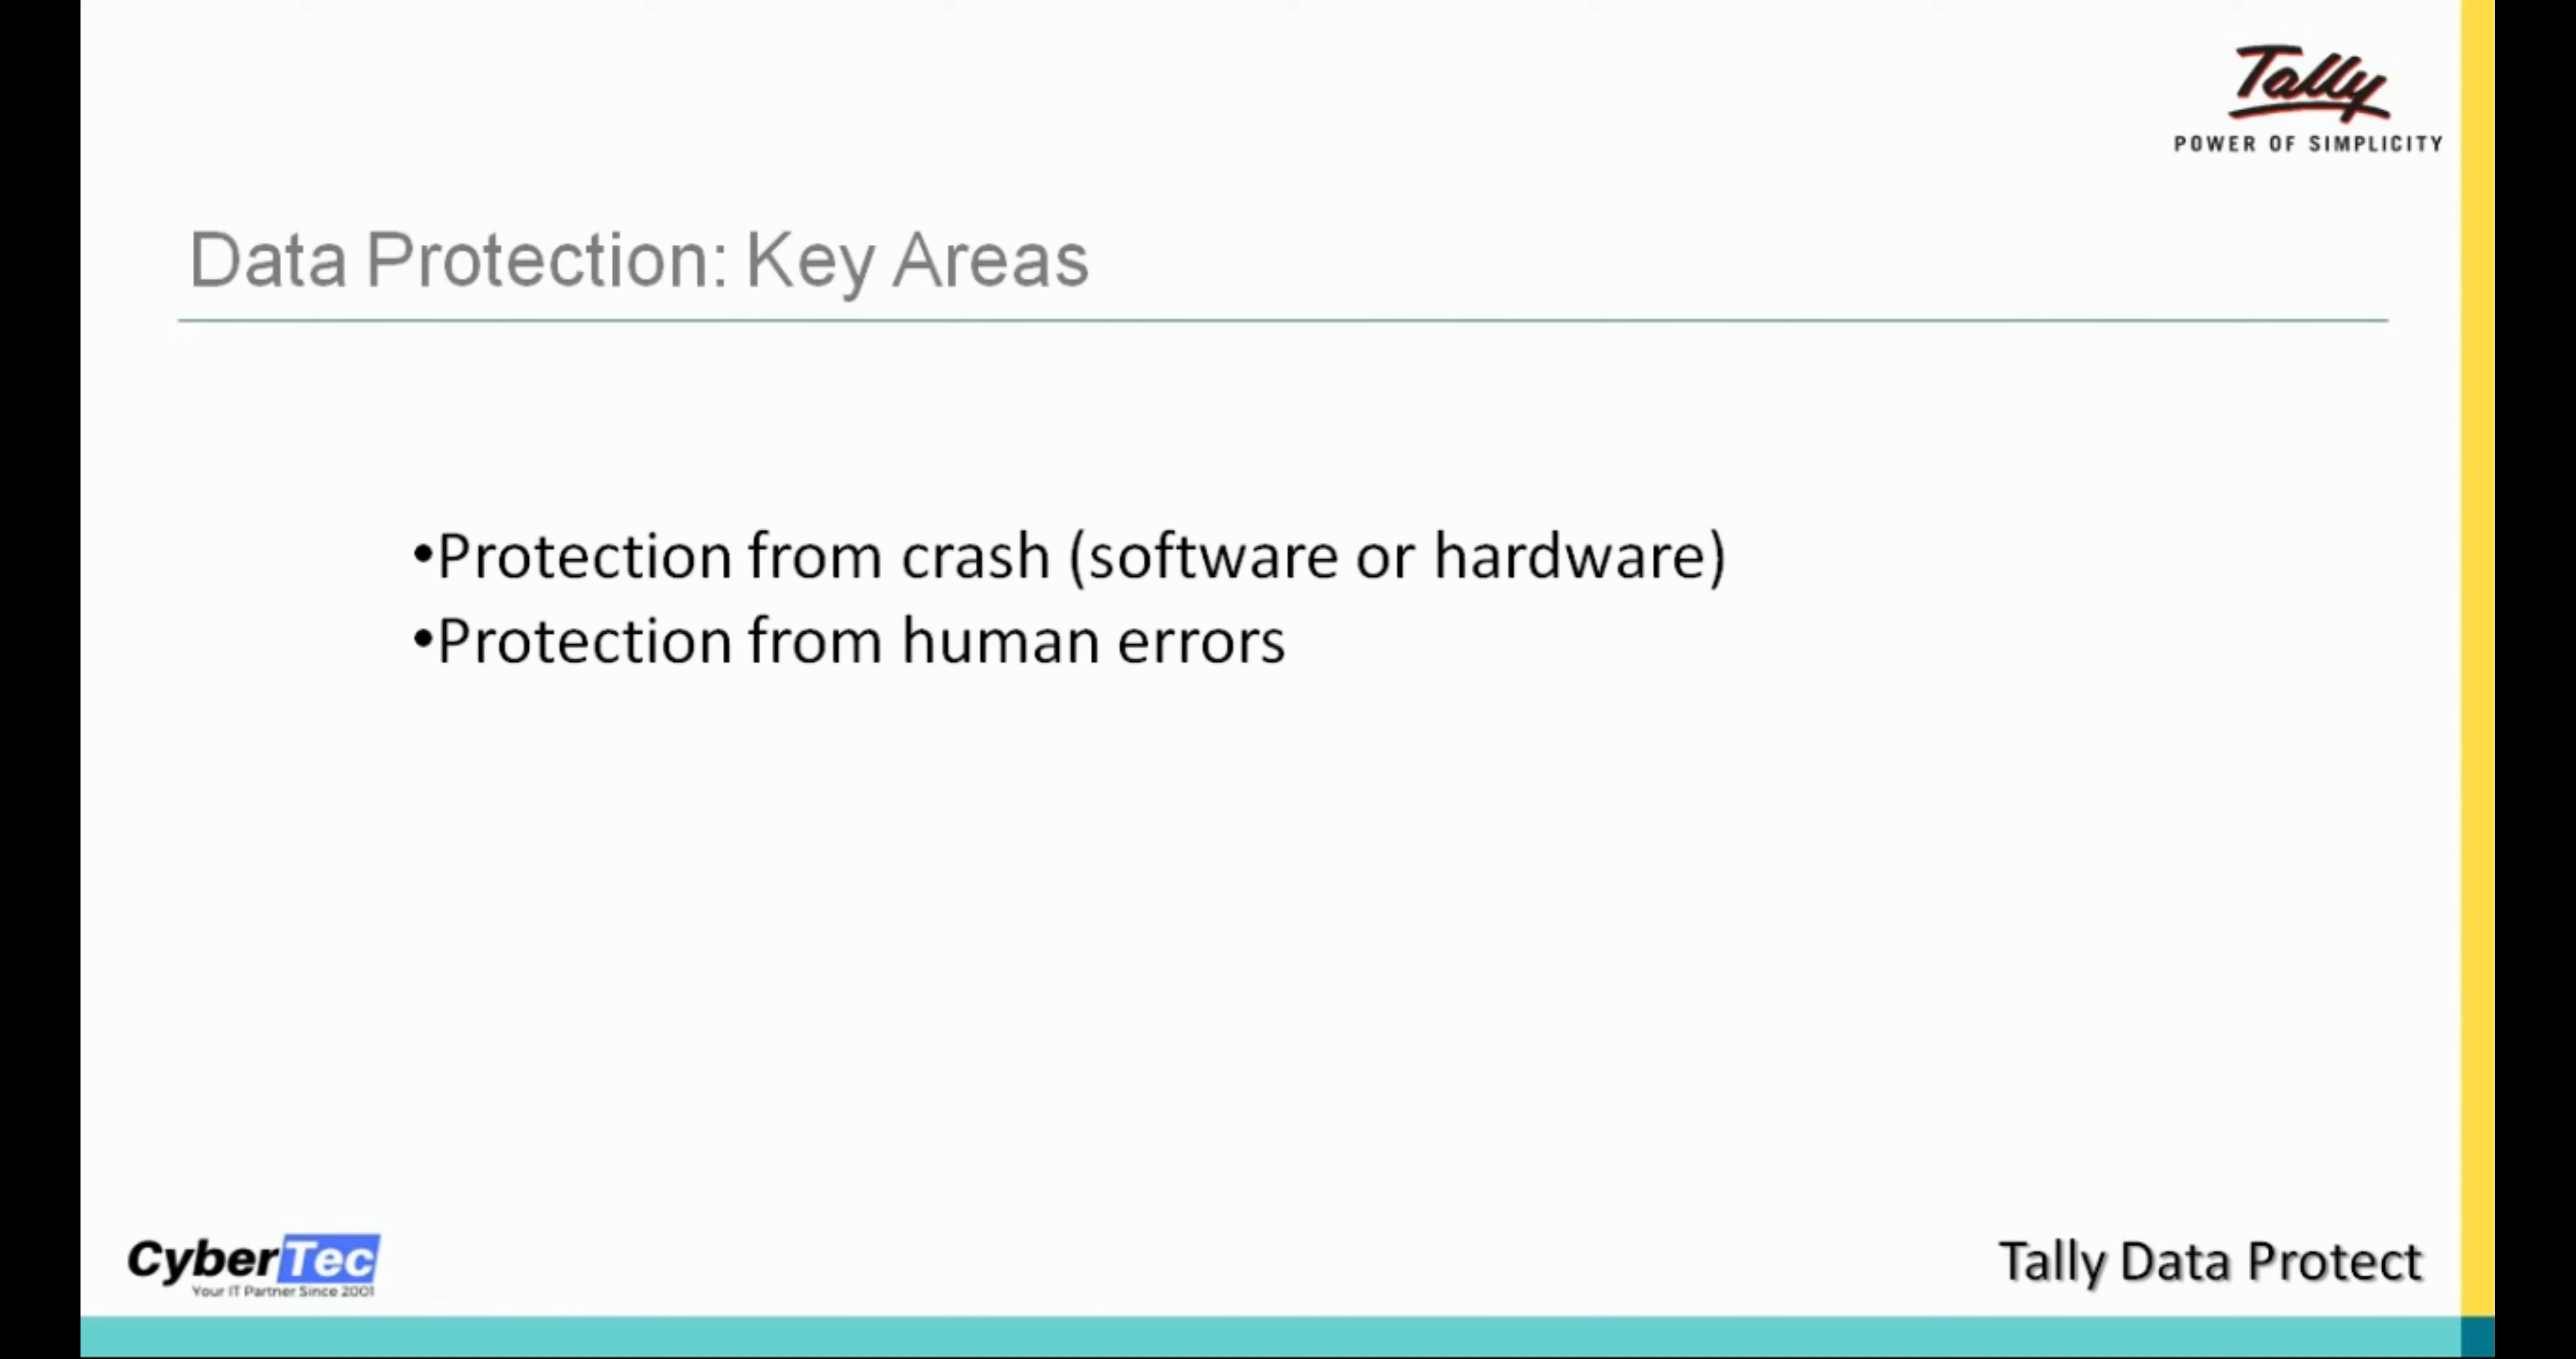 Tally
POWER OF SIMPLICITY
Data Protection: Key Areas
•Protection from crash (software or hardware)
•Protection from human errors
CyberTec
Your IT Partner Since 2001
Tally Data Protect